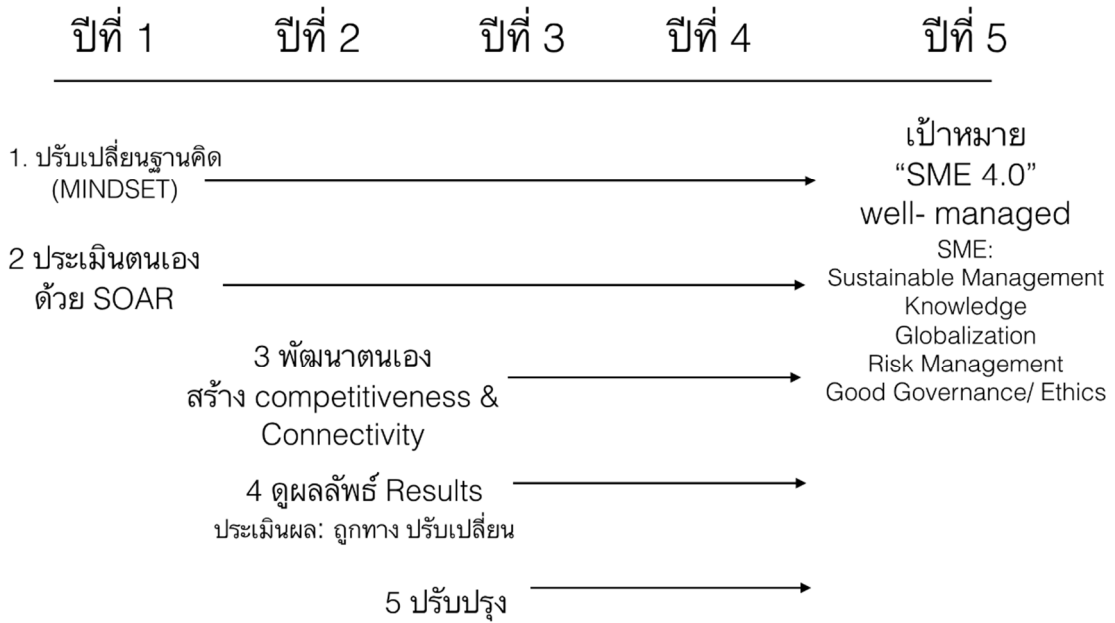 ปีที่ 1 ปีที่ 2 ปีที่ 3 ปีที่ 4 ปีที่ 5
1. ปรับเปลี่ยนฐานคิด
(MINDSET)
2 ประเมินตนเอง
ด้วย SOAR
3 พัฒนาตนเอง
สร้าง competitiveness &
Connectivity
4 ดูผลลัพธ์ Results
ประเมินผล: ถูกทาง ปรับเปลี่ยน
5 ปรับปรุง
เป้าหมาย
“SME 4.0”
well- managed
SME:
Sustainable Management
Knowledge
Globalization
Risk Management
Good Governance/ Ethics